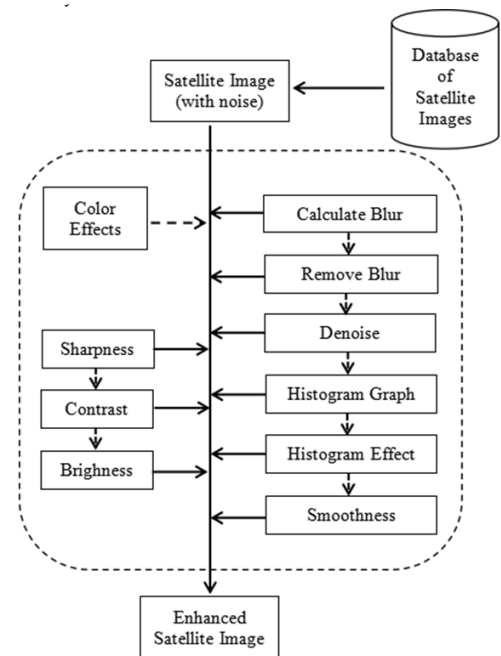 Database
of
Satellite
Images
Satellite Image
(with noise)
Color
Effects
Calculate Blur
Remove Blur
Denoise
Sharpness
Histogram Graph
Contrast
Histogram Effect
Brighness
Smoothness
Enhanced
Satellite Image